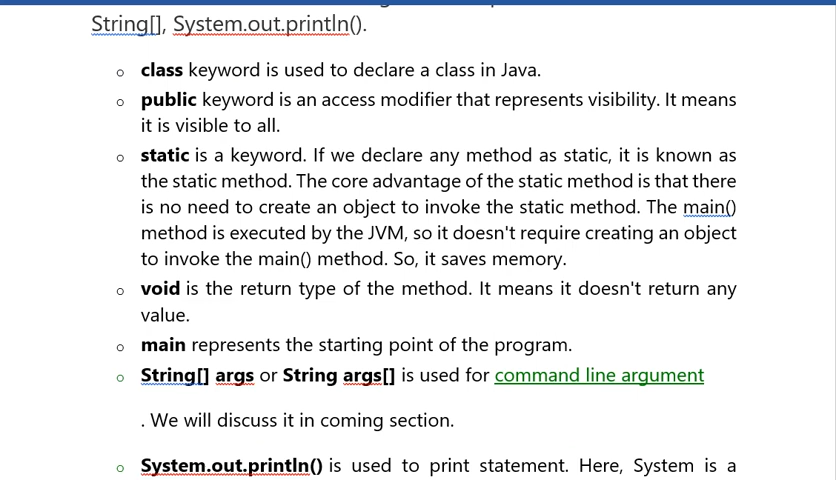 String[], System.out.println().
o class keyword is used to declare a class in Java.
o public keyword is an access modifier that represents visibility. It means
it is visible to all.
o static is a keyword. If we declare any method as static, it is known as
the static method. The core advantage of the static method is that there
is no need to create an object to invoke the static method. The main()
method is executed by the JVM, so it doesn't require creating an object
to invoke the main() method. So, it saves memory.
o void is the return type of the method. It means it doesn't return any
value.
o main represents the starting point of the program.
o String[] args or String args[] is used for command line argument
. We will discuss it in coming section.
o System.out.println() is used to print statement. Here, System is a